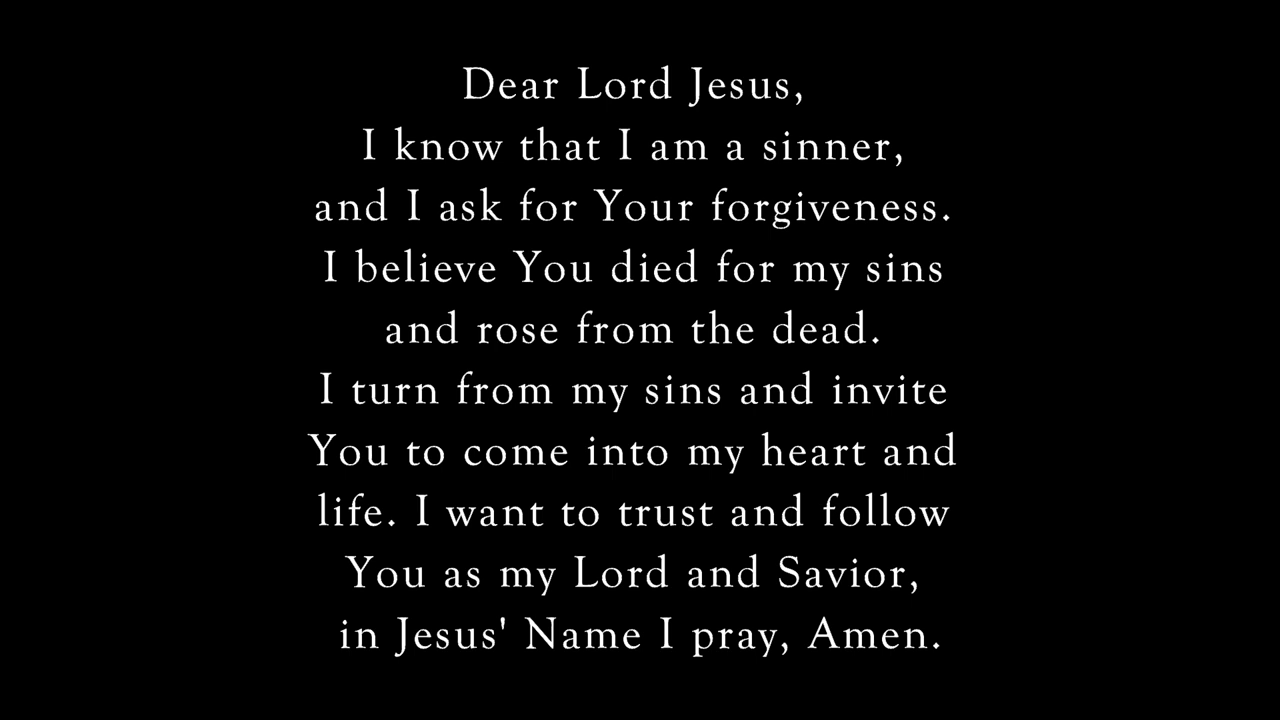 Dear Lord Jesus,
I know that I am a sinner,
and I ask for Your forgiveness.
I believe You died for my sins
and rose from the dead.
I turn from my sins and invite
You to come into my heart and
life. I want to trust and follow
You as my Lord and Savior,
in Jesus' Name I pray, Amen.